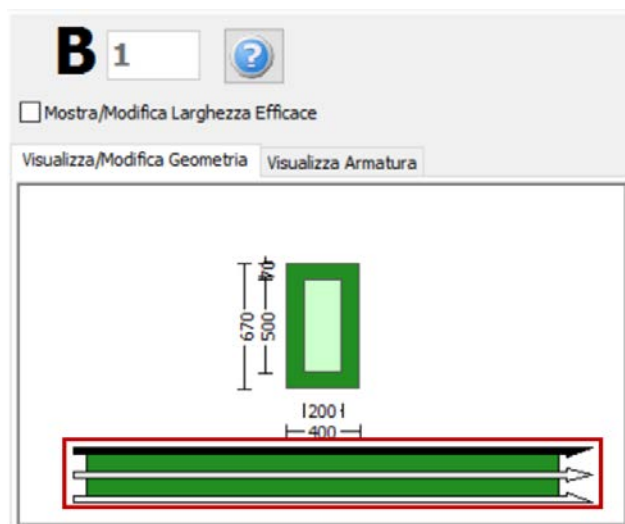 B 1
Mostra/Modifica Larghezza Efficace
Visualizza/Modifica Geometria Visualizza Armatura
670
500
200
400